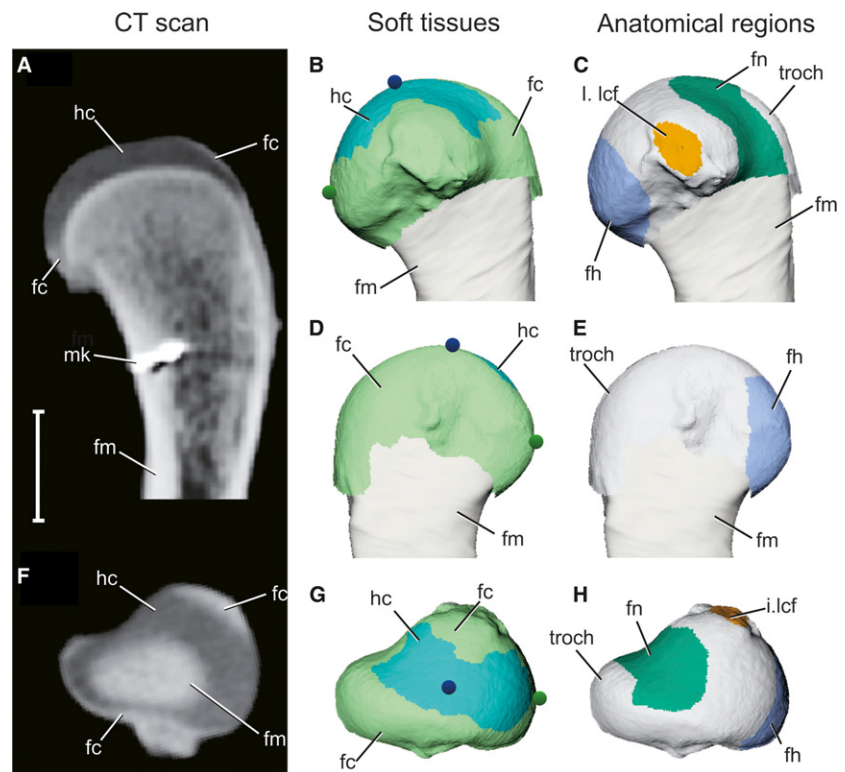 CT scan
Soft tissues
Anatomical regions
A
hc
fc
fc
fm
mk
fm
B
hc
fc
fm
C
fn
troch
l. lcf
fm
fh
D
fc
hc
fm
E
troch
fh
fm
F
hc
fc
fc
fm
G
hc
fc
fc
H
fn
troch
i.lcf
fh